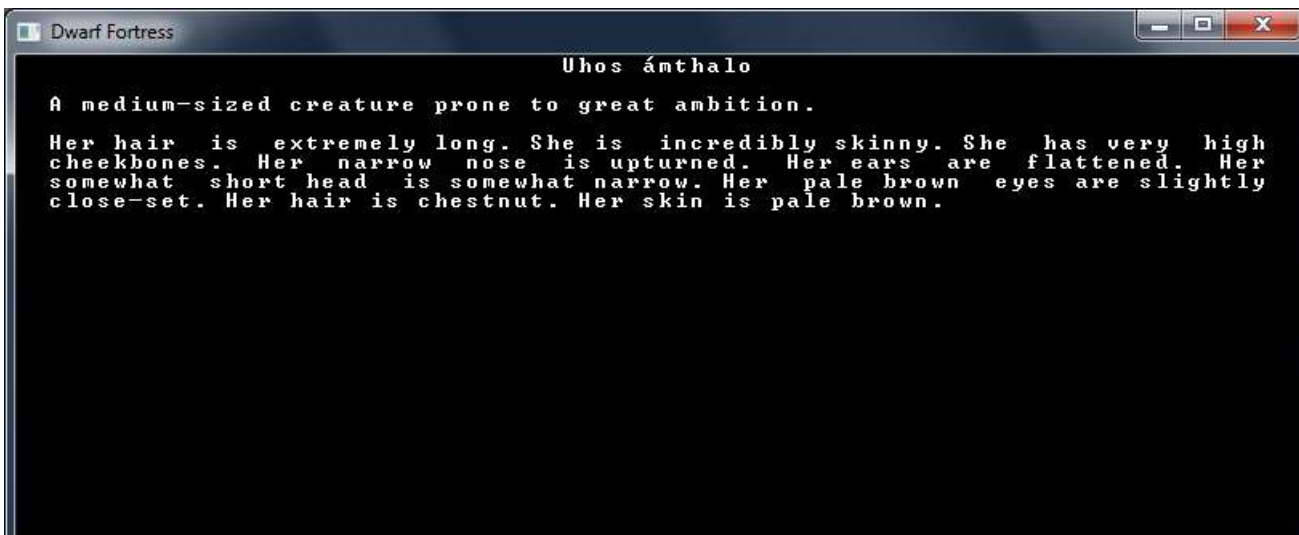 Dwarf Fortress
Uhos ámthalo
A medium-sized creature prone to great ambition.
Her hair is extremely long. She is incredibly skinny. She has very high
cheekbones. Her narrow nose is upturned. Her ears are flattened. Her
somewhat short head is somewhat narrow. Her pale brown eyes are slightly
close-set. Her hair is chestnut. Her skin is pale brown.